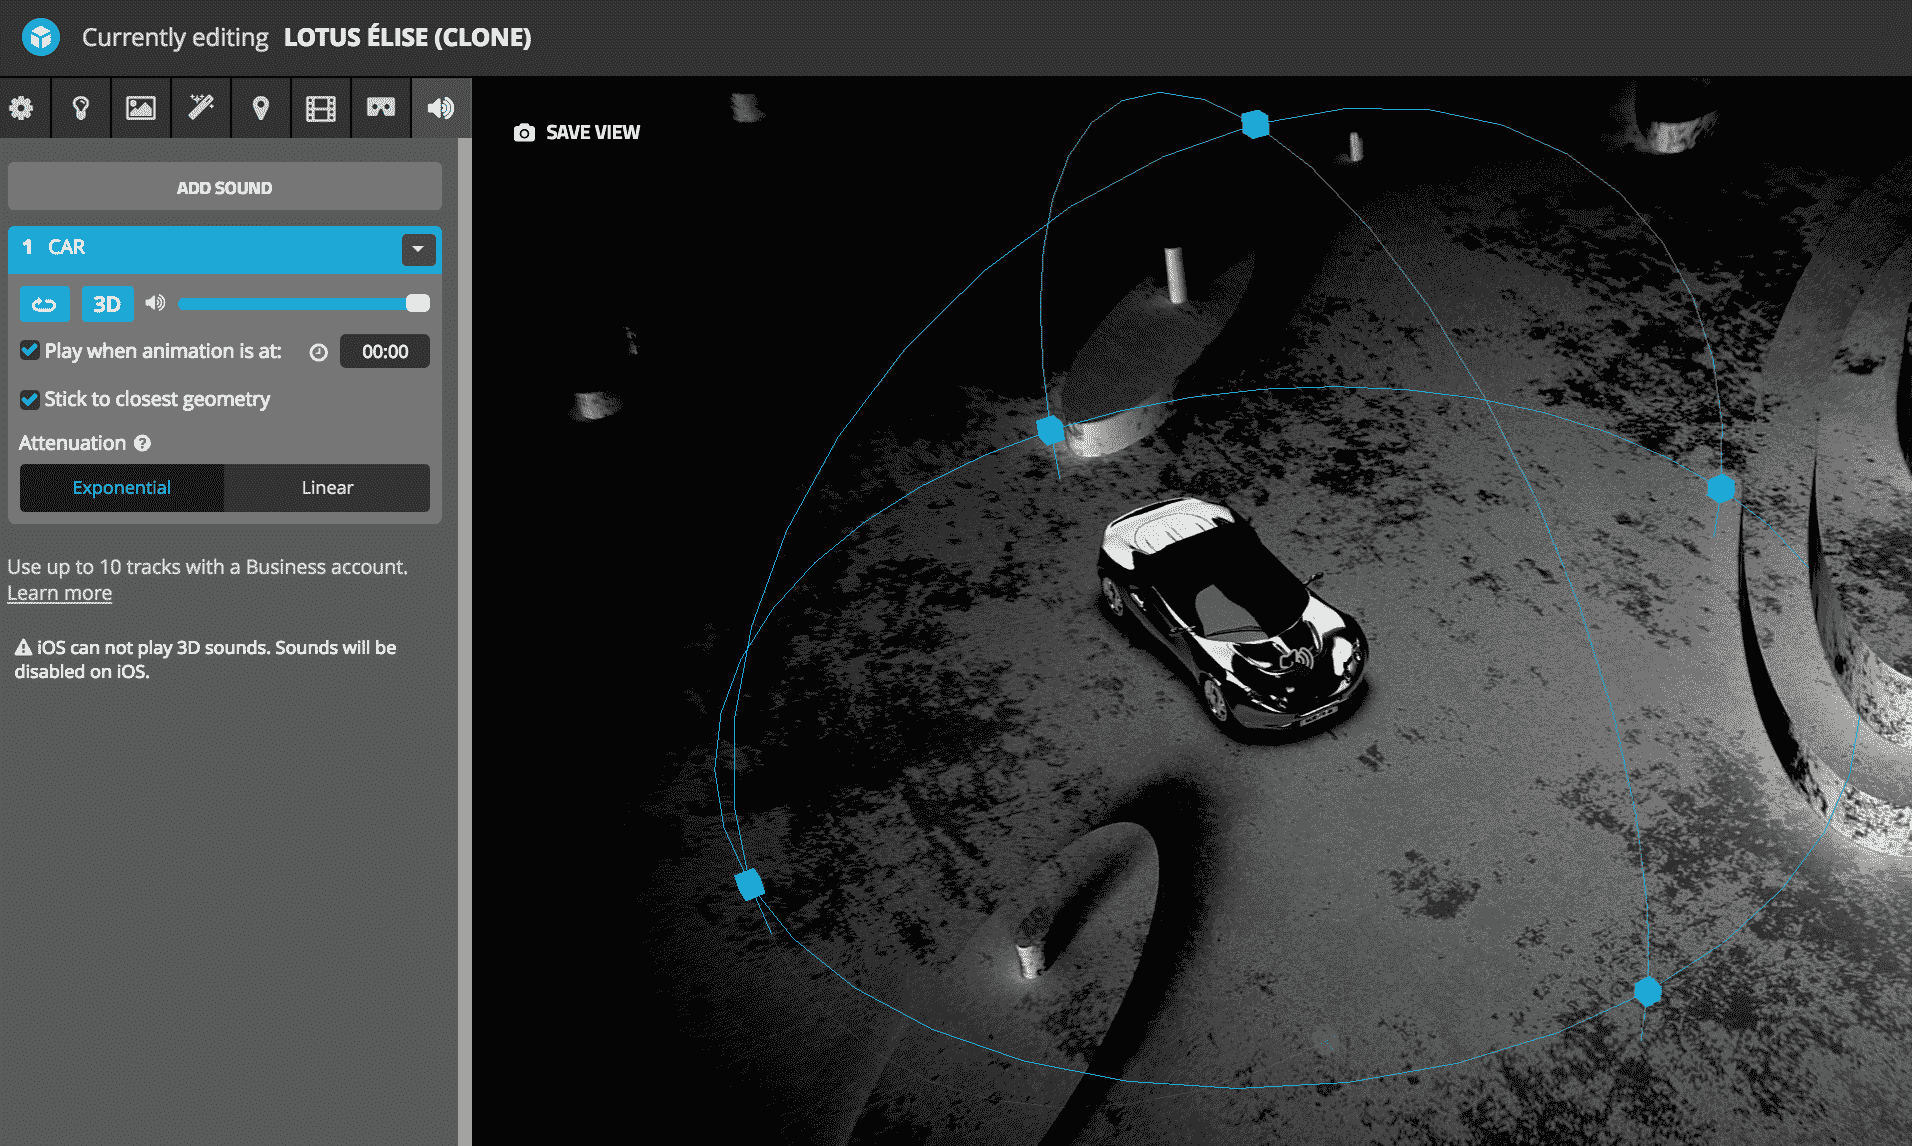 Currently editing LOTUS ÉLISE (CLONE)
SAVE VIEW
ADD SOUND
1 CAR
3D
Play when animation is at: 00:00
Stick to closest geometry
Attenuation
Exponential Linear
Use up to 10 tracks with a Business account.
Learn more
iOS can not play 3D sounds. Sounds will be
disabled on iOS.